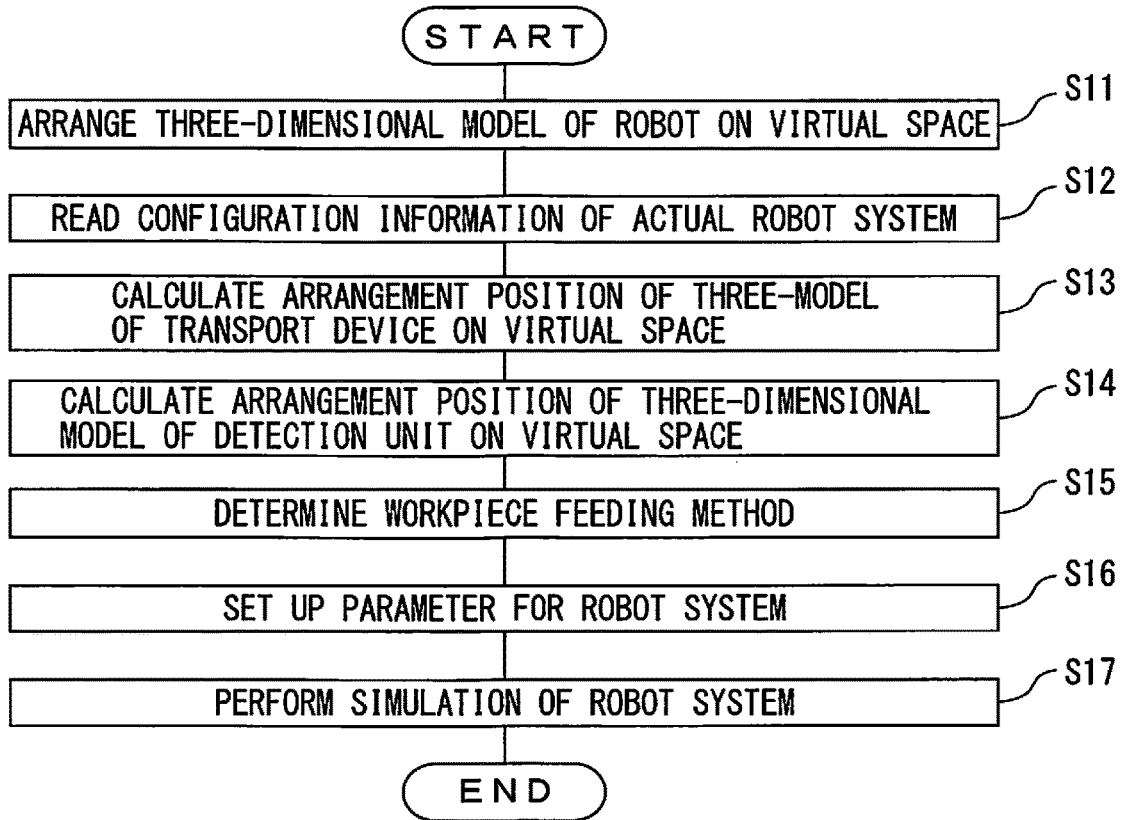 START
S11
ARRANGE THREE-DIMENSIONAL MODEL OF ROBOT ON VIRTUAL SPACE
S12
READ CONFIGURATION INFORMATION OF ACTUAL ROBOT SYSTEM
S13
CALCULATE ARRANGEMENT POSITION OF THREE-MODEL
OF TRANSPORT DEVICE ON VIRTUAL SPACE
S14
CALCULATE ARRANGEMENT POSITION OF THREE-DIMENSIONAL
MODEL OF DETECTION UNIT ON VIRTUAL SPACE
S15
DETERMINE WORKPIECE FEEDING METHOD
S16
SET UP PARAMETER FOR ROBOT SYSTEM
S17
PERFORM SIMULATION OF ROBOT SYSTEM
END